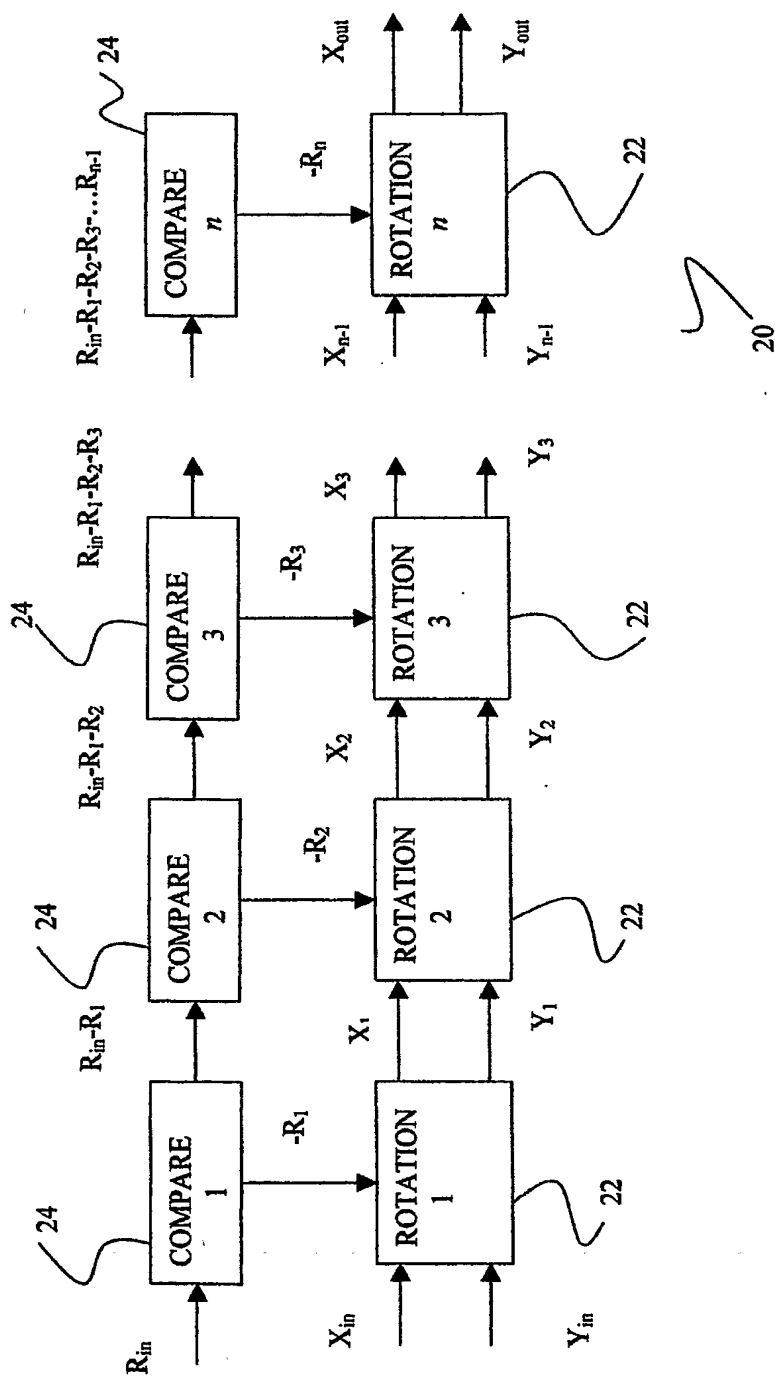 24
24
24
24
R_in
R_in-R_1
R_in-R_1-R_2
R_in-R_1-R_2-R_3
R_in-R_1-R_2-R_3-...R_n-1
COMPARE
1
COMPARE
2
COMPARE
3
COMPARE
n
-R_1
-R_2
-R_3
-R_n
X_in
X_1
X_2
X_3
X_n-1
X_out
ROTATION
1
ROTATION
2
ROTATION
3
ROTATION
n
Y_in
Y_1
Y_2
Y_3
Y_n-1
Y_out
22
22
22
22
20